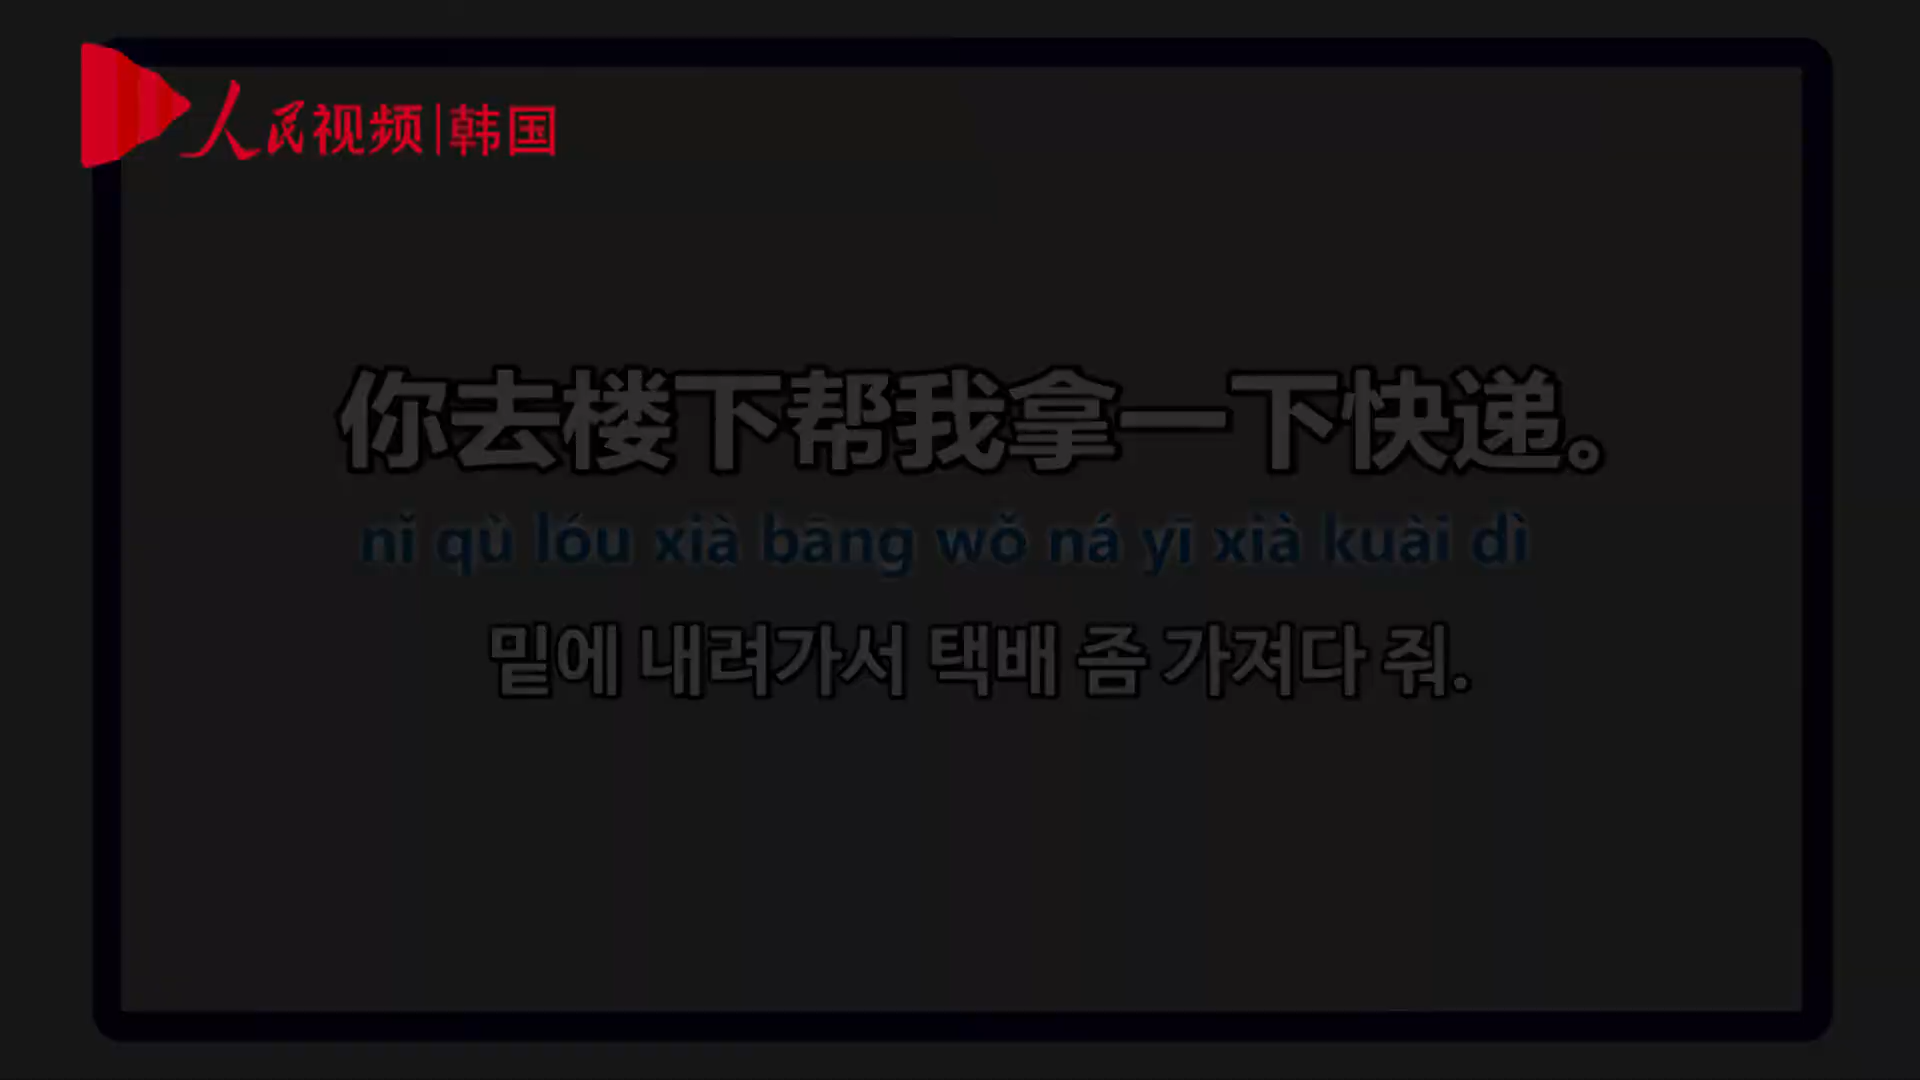 人民视频|韩国
你去楼下帮我拿一下快递。
nǐ qù lóu xià bāng wǒ ná yī xià kuài dì
밑에 내려가서 택배 좀 가져다 줘.